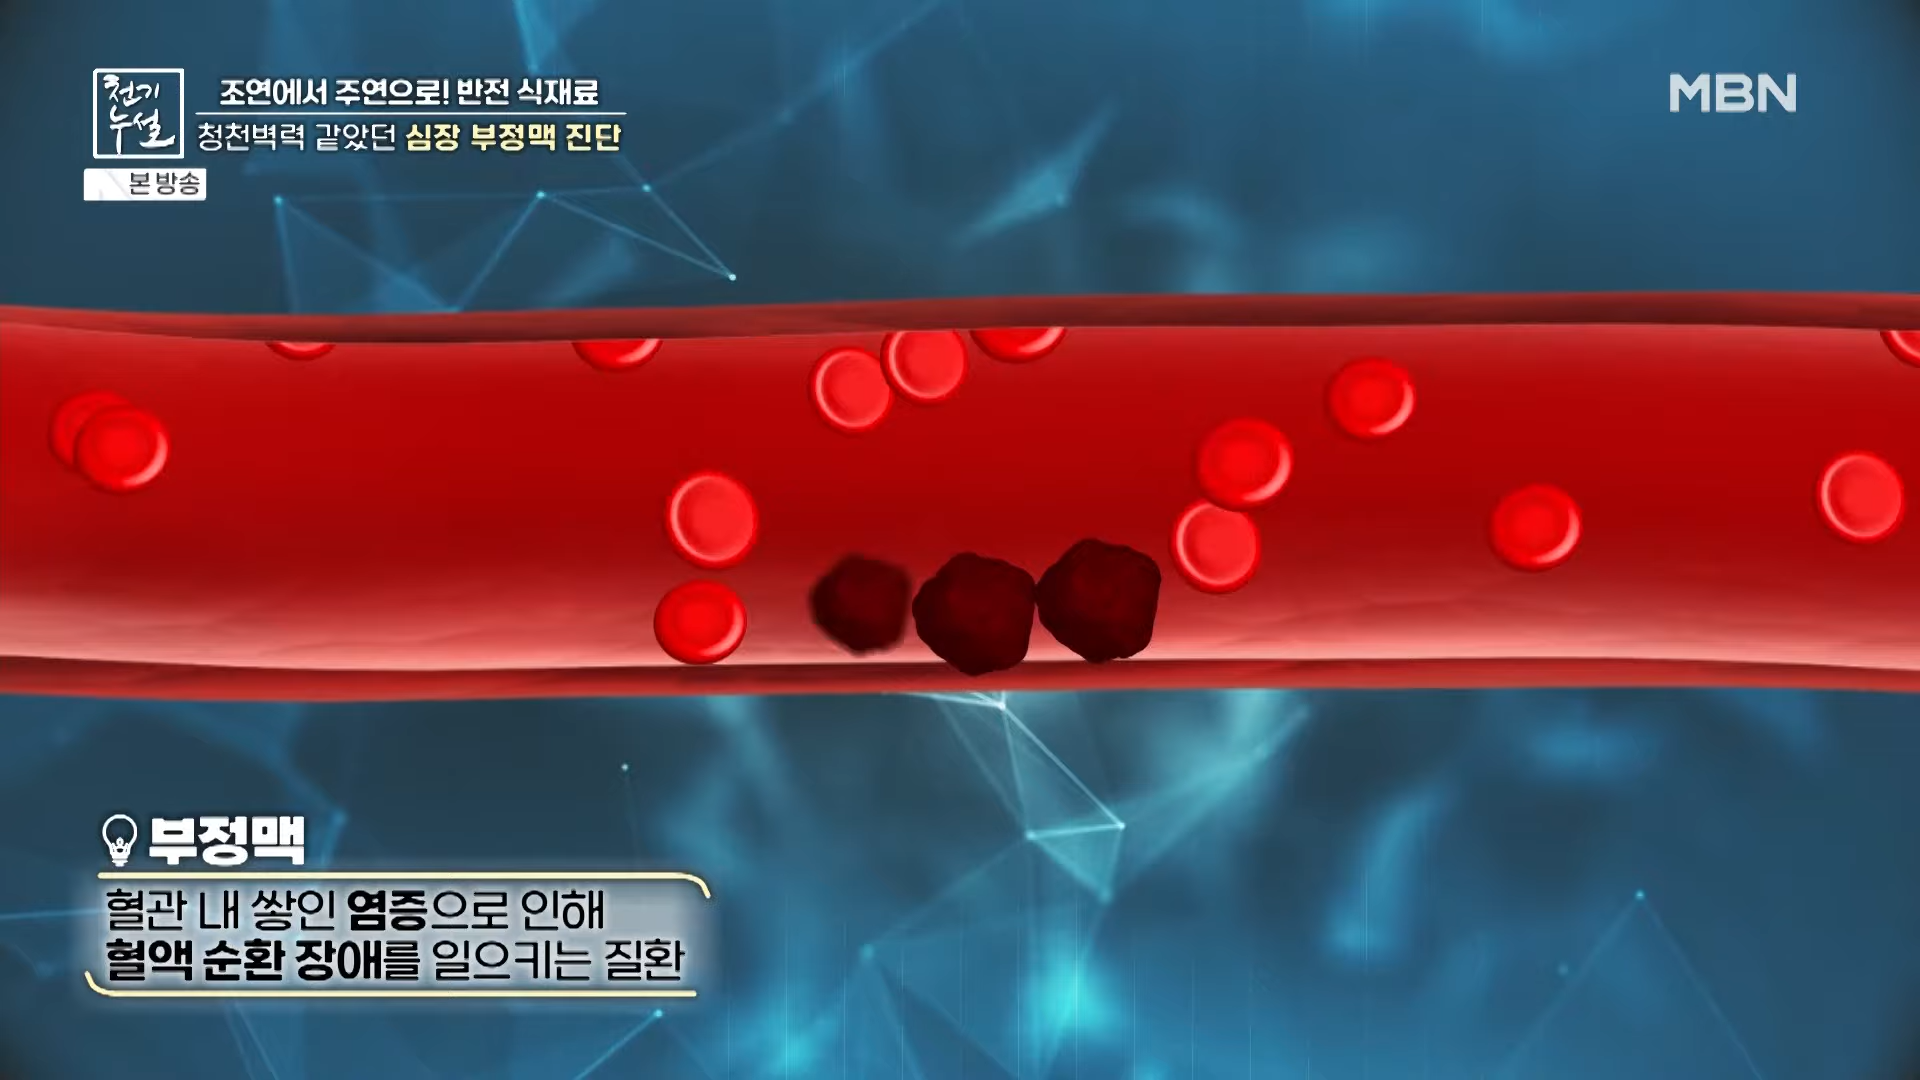 천기
누설
조연에서 주연으로! 반전 식재료
청천벽력 같았던 심장 부정맥 진단
본 방송
MBN
부정맥
혈관 내 쌓인 염증으로 인해
혈액 순환 장애를 일으키는 질환